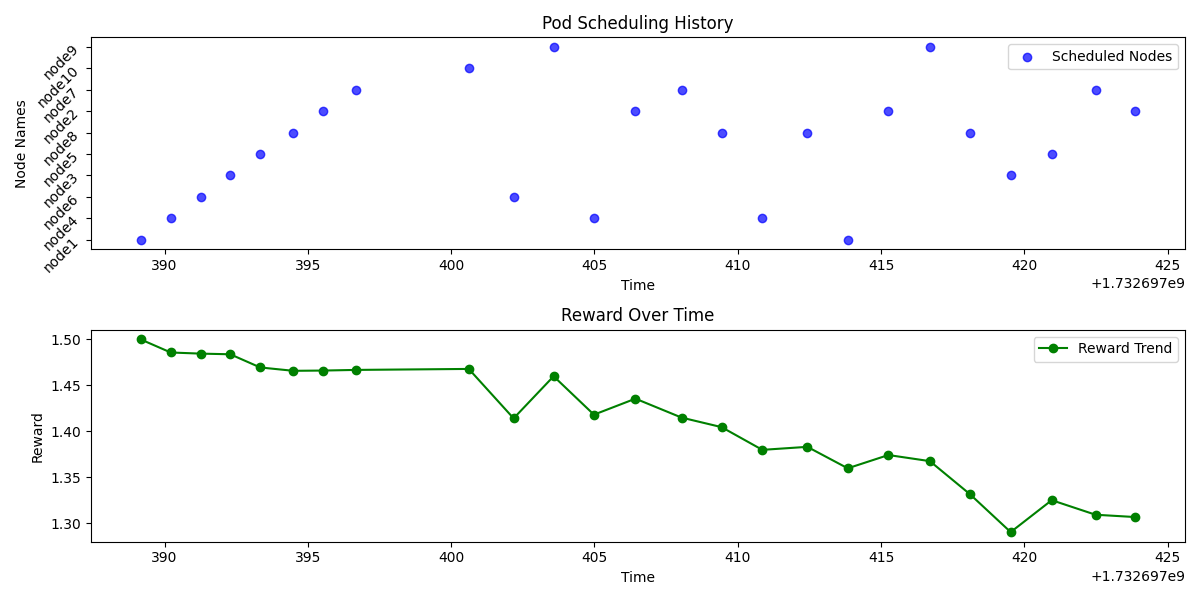 Pod Scheduling History
Node Names
node9
node10
node7
node2
node8
node5
node3
node6
node4
node1
Scheduled Nodes
390 395 400 405 410 415 420 425
Time
+1.732697e9
Reward Over Time
Reward
1.50
1.45
1.40
1.35
1.30
Reward Trend
390 395 400 405 410 415 420 425
Time
+1.732697e9